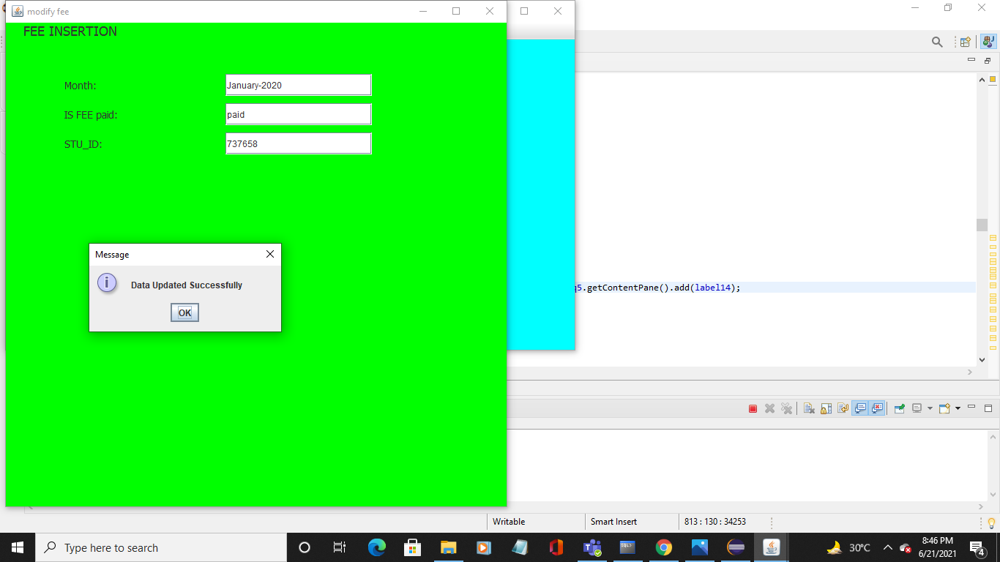 modify fee
FEE INSERTION
Month:
January-2020
IS FEE paid:
paid
STU_ID:
737658
Message
i
Data Updated Successfully
OK
5.getContentPane().add(label14);
Writable
Smart Insert
813 : 130 : 34253
Type here to search
SQL>
30°C
8:46 PM
6/21/2021
4